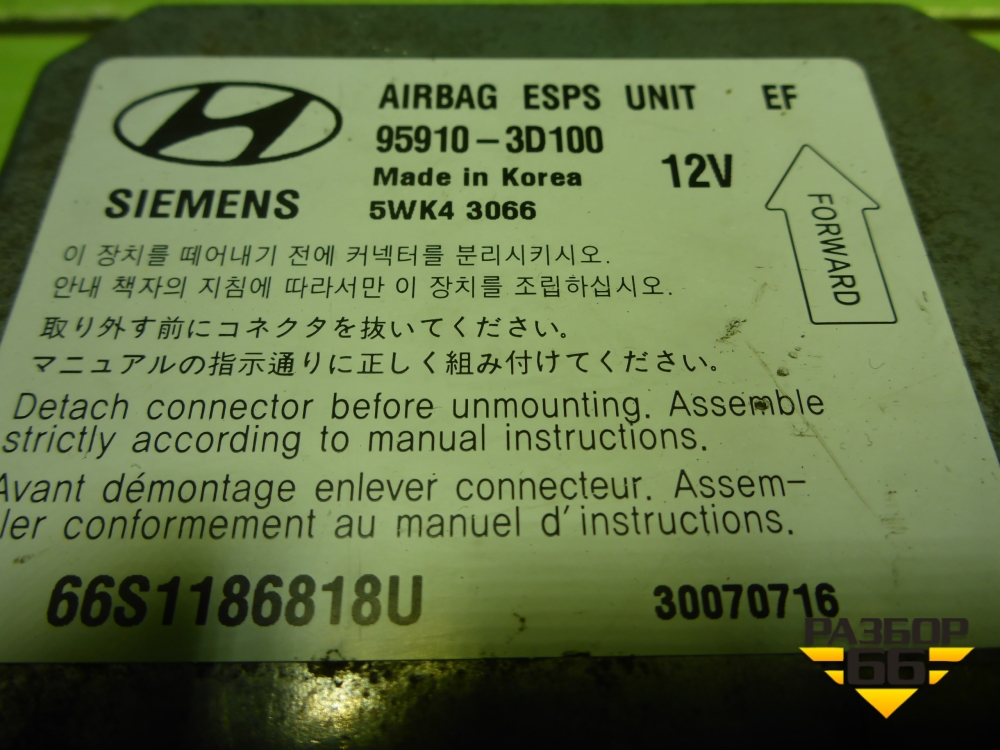 AIRBAG ESPS UNIT EF
95910-3D100
Made in Korea
12V
SIEMENS
5WK4 3066
FORWARD
이 장치를 떼어내기 전에 커넥터를 분리시키시오.
안내 책자의 지침에 따라서만 이 장치를 조립하십시오.
取り外す前にコネクタを抜いてください。
マニュアルの指示通りに正しく組み付けてください。
Detach connector before unmounting. Assemble
strictly according to manual instructions.
Avant démontage enlever connecteur. Assem-
ler conformement au manuel d'instructions.
66S1186818U
30070716
РАЗБОР
66